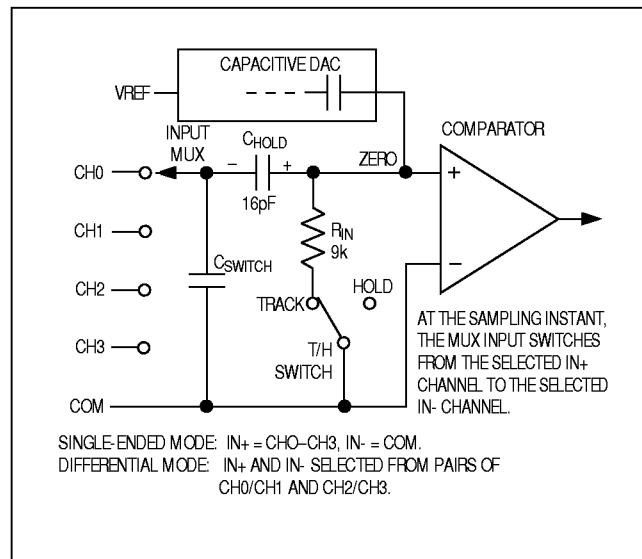 CAPACITIVE DAC
VREF
COMPARATOR
INPUT
MUX
CHOLD
ZERO
− +
16pF
CH0
+
RIN
9k
CH1
CSWITCH
−
HOLD
CH2
TRACK
AT THE SAMPLING INSTANT,
THE MUX INPUT SWITCHES
FROM THE SELECTED IN+
CHANNEL TO THE SELECTED
IN- CHANNEL.
CH3
T/H
SWITCH
COM
SINGLE-ENDED MODE: IN+ = CHO–CH3, IN- = COM.
DIFFERENTIAL MODE: IN+ AND IN- SELECTED FROM PAIRS OF
CH0/CH1 AND CH2/CH3.